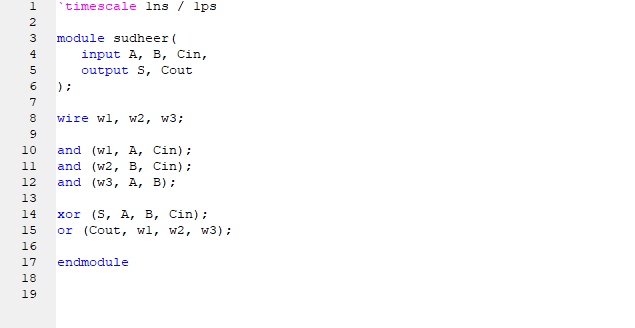 1 `timescale 1ns / 1ps
2
3 module sudheer(
4 input A, B, Cin,
5 output S, Cout
6 );
7
8 wire w1, w2, w3;
9
10 and (w1, A, Cin);
11 and (w2, B, Cin);
12 and (w3, A, B);
13
14 xor (S, A, B, Cin);
15 or (Cout, w1, w2, w3);
16
17 endmodule
18
19